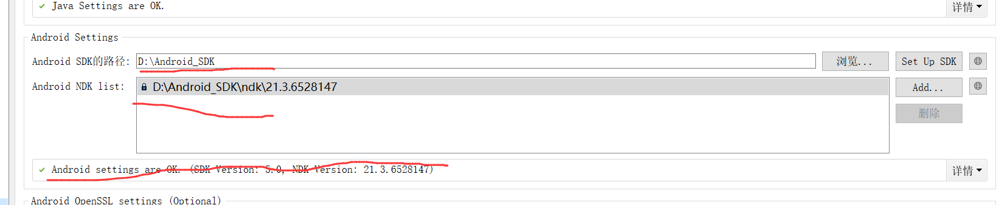 Java Settings are OK.
详情
Android Settings
Android SDK的路径: D:\Android_SDK 浏览... Set Up SDK
Android NDK list: D:\Android_SDK\ndk\21.3.6528147 Add...
删除
Android settings are OK. (SDK Version: 5.0, NDK Version: 21.3.6528147)
详情
Android OpenSSL settings (Optional)